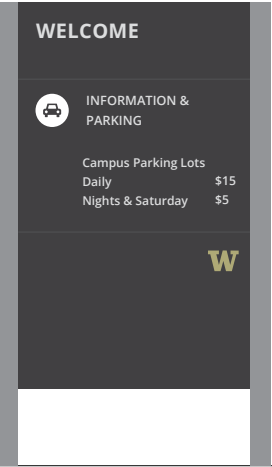 WELCOME
INFORMATION &
PARKING
Campus Parking Lots
Daily $15
Nights & Saturday $5
W